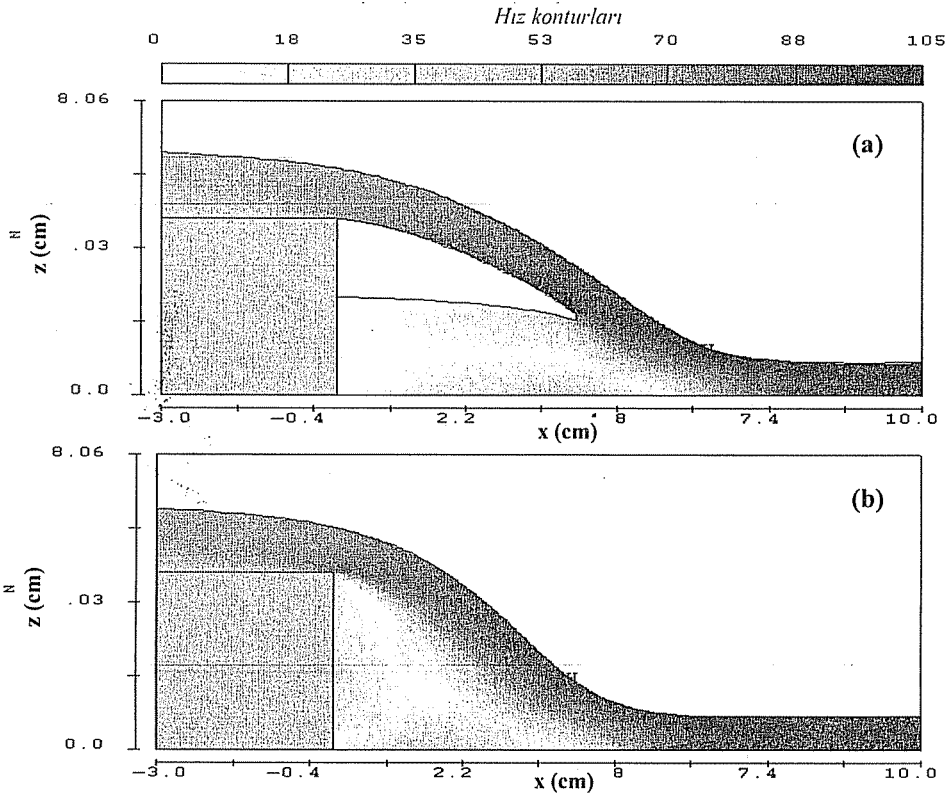 Hız konturları
0 18 35 53 70 88 105
8.06
(a)
N
z (cm)
.03
0.0
-3.0 -0.4 2.2 8 7.4 10.0
x (cm)
8.06
(b)
N
z (cm)
.03
0.0
-3.0 -0.4 2.2 8 7.4 10.0
x (cm)